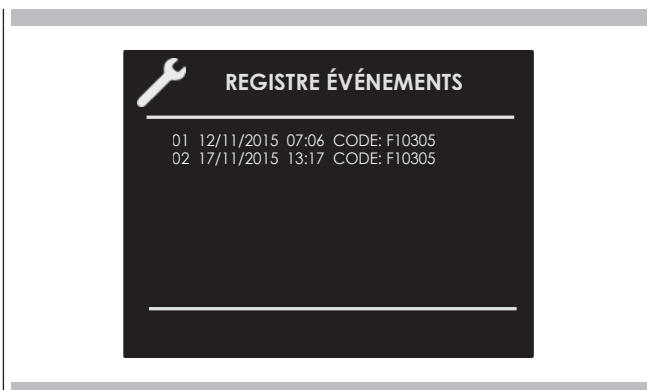 REGISTRE ÉVÉNEMENTS
01 12/11/2015 07:06 CODE: F10305
02 17/11/2015 13:17 CODE: F10305